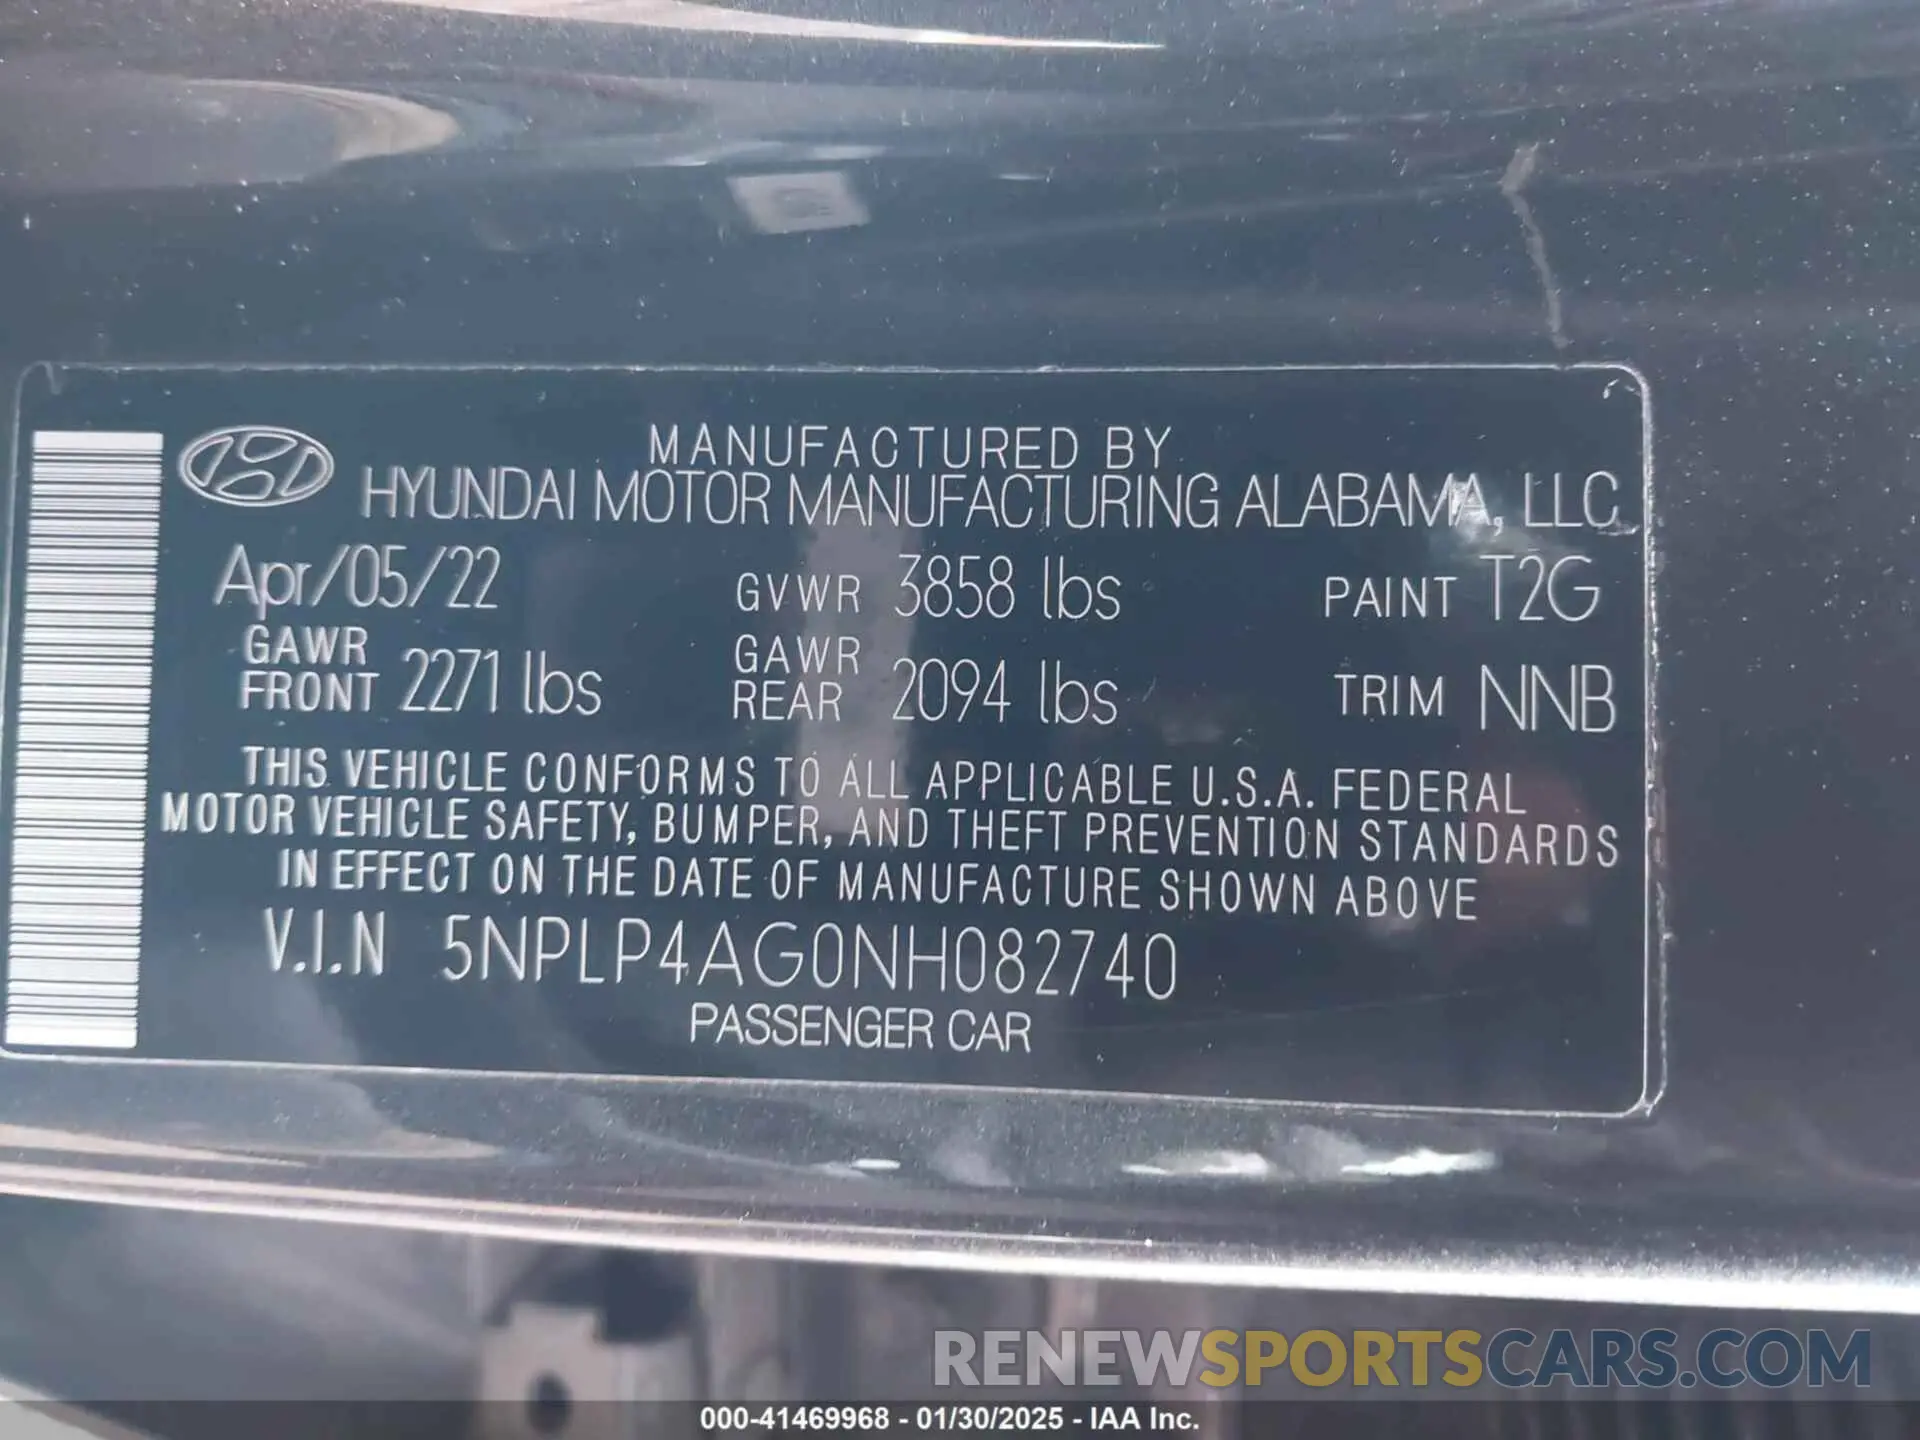 MANUFACTURED BY
HYUNDAI MOTOR MANUFACTURING ALABAMA, LLC
Apr/05/22 GVWR 3858 lbs PAINT T2G
GAWR FRONT 2271 lbs GAWR REAR 2094 lbs TRIM NNB
THIS VEHICLE CONFORMS TO ALL APPLICABLE U.S.A. FEDERAL
MOTOR VEHICLE SAFETY, BUMPER, AND THEFT PREVENTION STANDARDS
IN EFFECT ON THE DATE OF MANUFACTURE SHOWN ABOVE
V.I.N 5NPLP4AG0NH082740
PASSENGER CAR
RENEWSPORTSCARS.COM
000-41469968 - 01/30/2025 - IAA Inc.